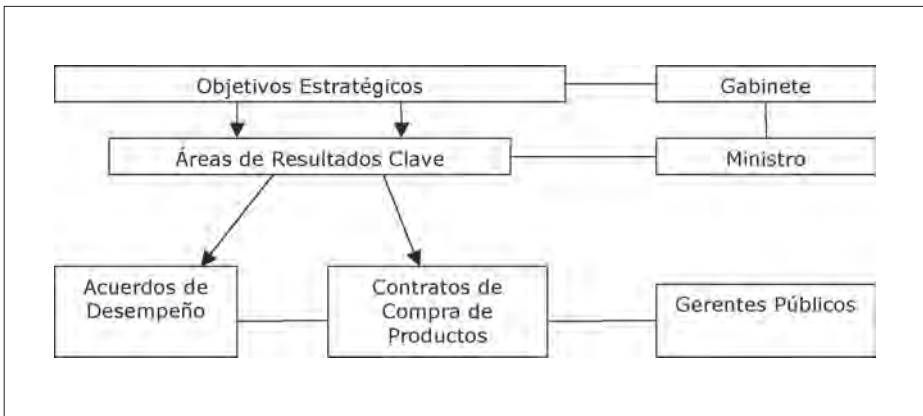 Objetivos Estratégicos
Gabinete
Áreas de Resultados Clave
Ministro
Acuerdos de
Desempeño
Contratos de
Compra de
Productos
Gerentes Públicos